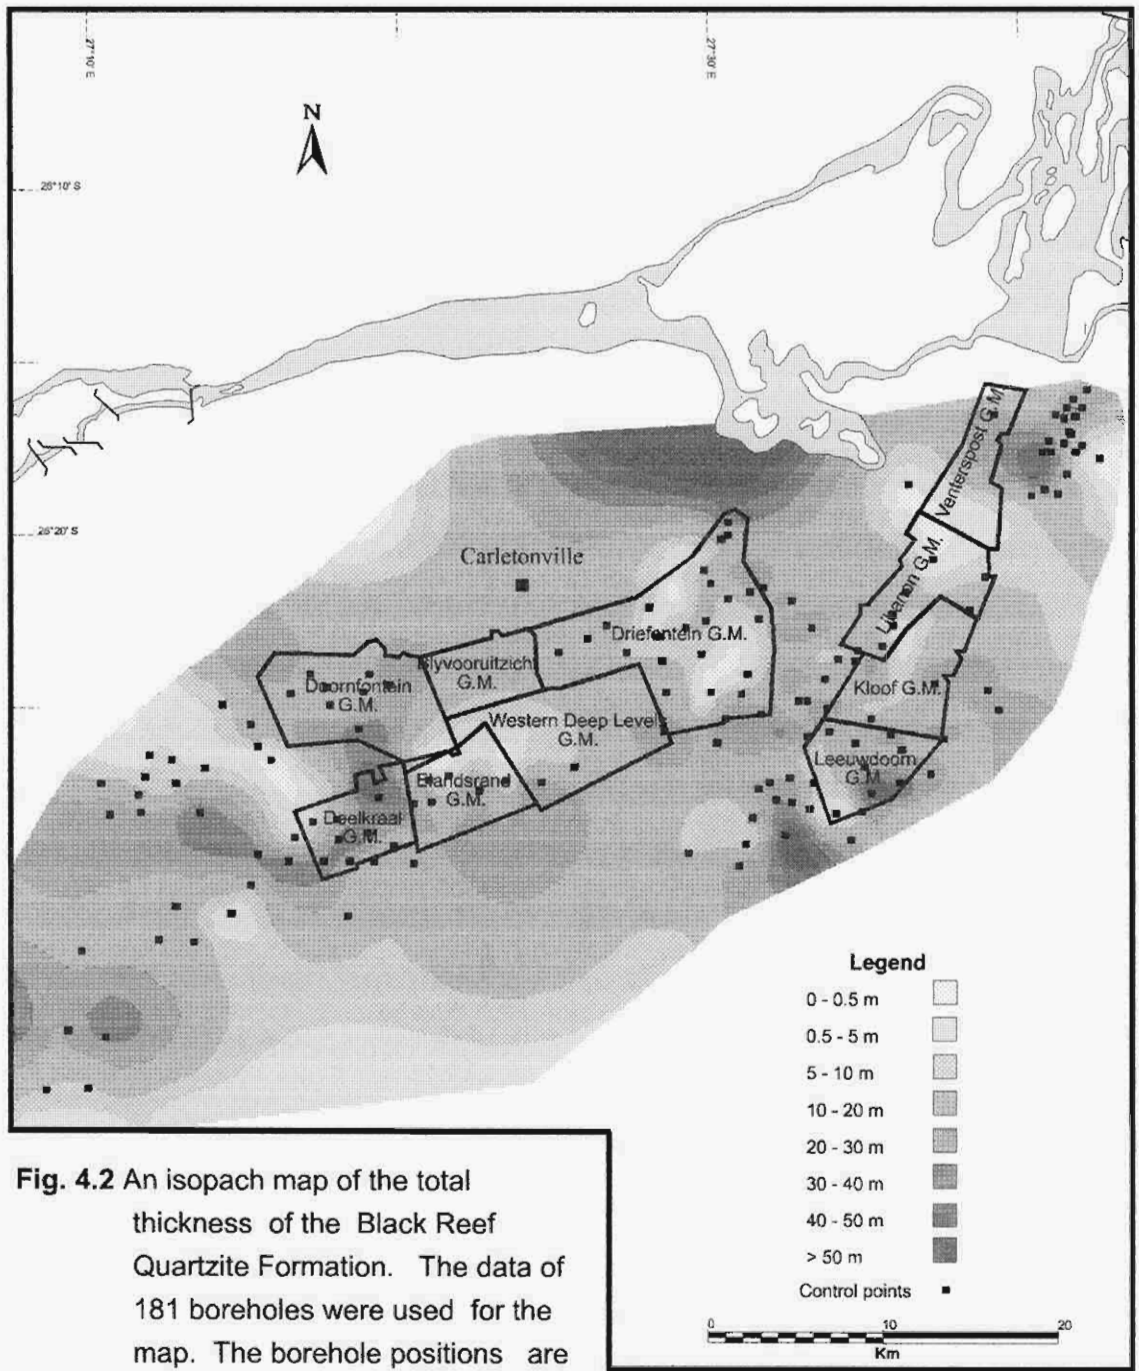 27°10' E
27°30' E
N
26°10' S
26°20' S
Carletonville
Venterspost G.M.
Libanon G.M.
Driefontein G.M.
Blyvooruitzicht
G.M.
Doornfontein
G.M.
Kloof G.M.
Western Deep Levels
G.M.
Leeuwdoorn
G.M.
Elandsrand
G.M.
Deelkraal
G.M.
Legend
0 - 0.5 m
0.5 - 5 m
5 - 10 m
10 - 20 m
20 - 30 m
30 - 40 m
40 - 50 m
> 50 m
Control points
0 10 20
Km
Fig. 4.2 An isopach map of the total
thickness of the Black Reef
Quartzite Formation. The data of
181 boreholes were used for the
map. The borehole positions are